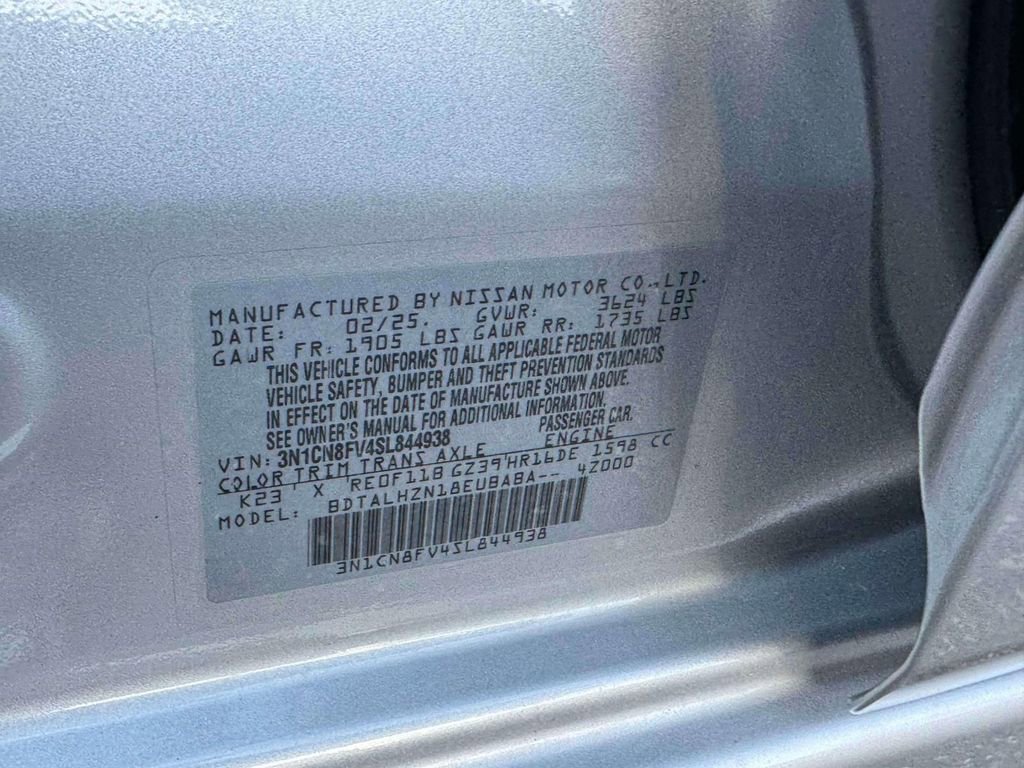 MANUFACTURED BY NISSAN MOTOR CO., LTD.
DATE: 02/25. GVWR: 3624 LBS
GAWR FR: 1905 LBS GAWR RR: 1735 LBS
THIS VEHICLE CONFORMS TO ALL APPLICABLE FEDERAL MOTOR
VEHICLE SAFETY, BUMPER AND THEFT PREVENTION STANDARDS
IN EFFECT ON THE DATE OF MANUFACTURE SHOWN ABOVE.
SEE OWNER'S MANUAL FOR ADDITIONAL INFORMATION.
VIN: 3N1CN8FV4SL844938 PASSENGER CAR.
COLOR TRIM TRANS AXLE ENGINE
K23 X RE0F11B GZ39'HR16DE 1598 CC
MODEL: BDTALHZN18EUBABA-- 4Z000
3N1CN8FV4SL844938